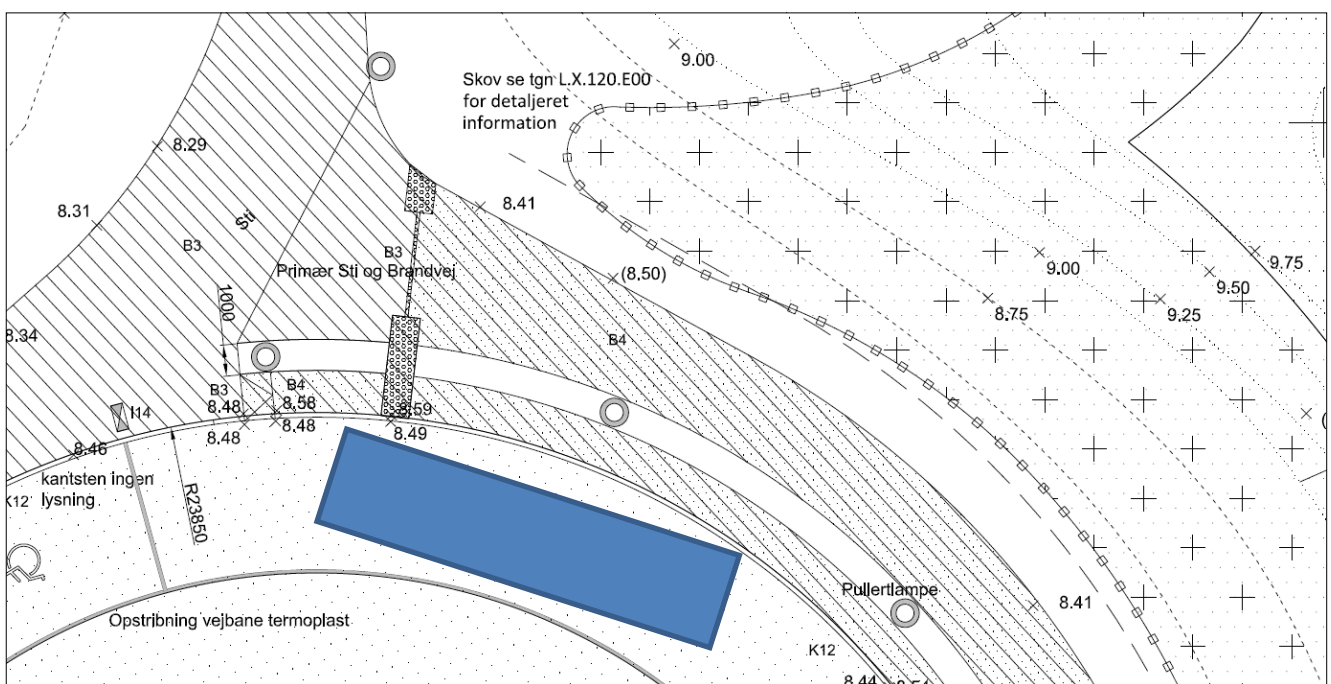 9.00
Skov se tgn L.X.120.E00
for detaljeret
information
8.29
8.31
Sti
8.41
B3
B3
Primær Sti og Brandvej
(8.50)
9.00
9.75
9.50
9.25
8.75
1000
8.34
B4
B3
B4
8.48
8.58
8.59
I14
8.48
8.48
8.49
8.46
kantsten ingen
lysning
K12
R23850
Opstribning vejbane termoplast
Pullertlampe
8.41
K12
8.44